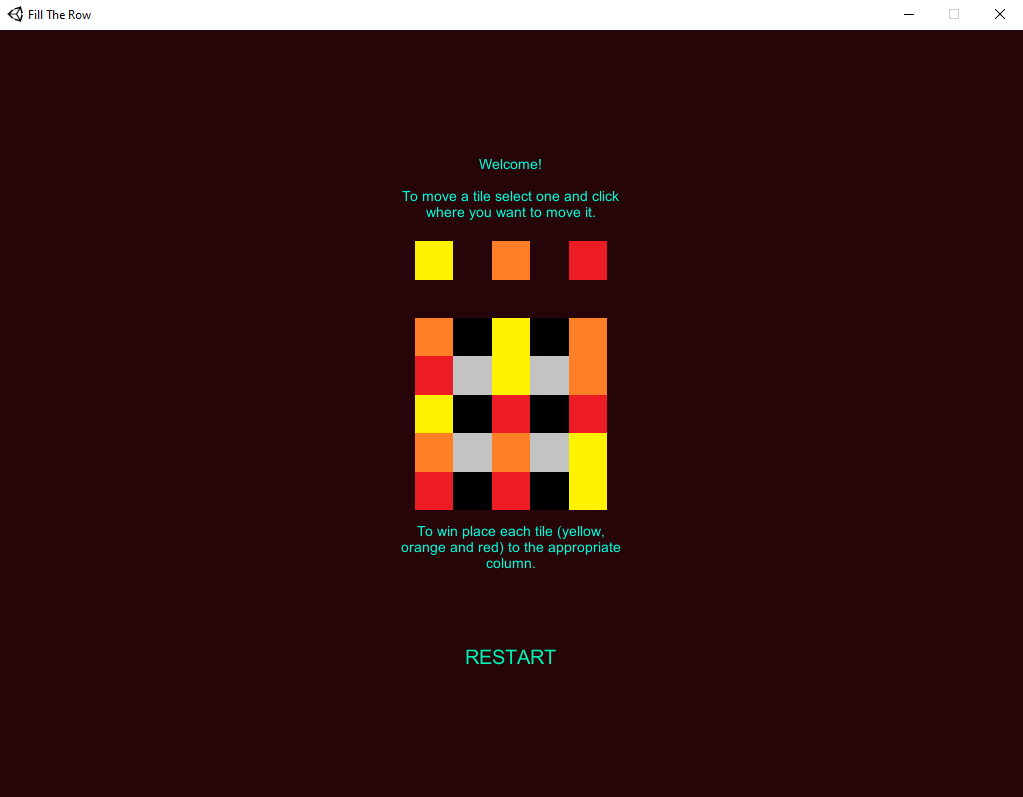 Fill The Row
Welcome!
To move a tile select one and click
where you want to move it.
To win place each tile (yellow,
orange and red) to the appropriate
column.
RESTART